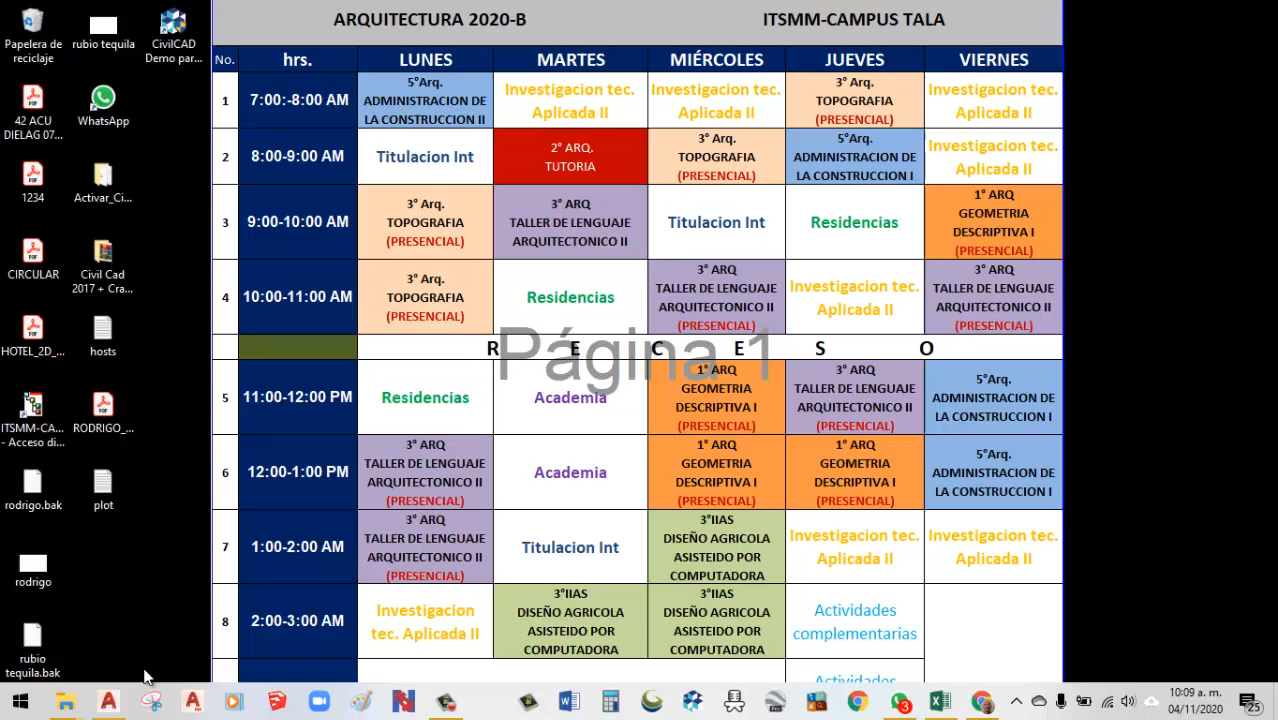 ARQUITECTURA 2020-B ITSMM-CAMPUS TALA
No. hrs. LUNES MARTES MIÉRCOLES JUEVES VIERNES
1 7:00:-8:00 AM
5°Arq.
ADMINISTRACION DE
LA CONSTRUCCION II
Investigacion tec.
Aplicada II
Investigacion tec.
Aplicada II
3° Arq.
TOPOGRAFIA
(PRESENCIAL)
Investigacion tec.
Aplicada II
2 8:00-9:00 AM
Titulacion Int
2° ARQ.
TUTORIA
3° Arq.
TOPOGRAFIA
(PRESENCIAL)
5°Arq.
ADMINISTRACION DE
LA CONSTRUCCION I
Investigacion tec.
Aplicada II
3 9:00-10:00 AM
3° Arq.
TOPOGRAFIA
(PRESENCIAL)
3° ARQ
TALLER DE LENGUAJE
ARQUITECTONICO II
Titulacion Int
Residencias
1° ARQ
GEOMETRIA
DESCRIPTIVA I
(PRESENCIAL)
4 10:00-11:00 AM
3° Arq.
TOPOGRAFIA
(PRESENCIAL)
Residencias
3° ARQ
TALLER DE LENGUAJE
ARQUITECTONICO II
(PRESENCIAL)
Investigacion tec.
Aplicada II
3° ARQ
TALLER DE LENGUAJE
ARQUITECTONICO II
(PRESENCIAL)
R E C E S O
Página 1
5 11:00-12:00 PM
Residencias
Academia
1° ARQ
GEOMETRIA
DESCRIPTIVA I
(PRESENCIAL)
3° ARQ
TALLER DE LENGUAJE
ARQUITECTONICO II
(PRESENCIAL)
5°Arq.
ADMINISTRACION DE
LA CONSTRUCCION I
6 12:00-1:00 PM
3° ARQ
TALLER DE LENGUAJE
ARQUITECTONICO II
(PRESENCIAL)
Academia
1° ARQ
GEOMETRIA
DESCRIPTIVA I
(PRESENCIAL)
1° ARQ
GEOMETRIA
DESCRIPTIVA I
(PRESENCIAL)
5°Arq.
ADMINISTRACION DE
LA CONSTRUCCION I
7 1:00-2:00 AM
3° ARQ
TALLER DE LENGUAJE
ARQUITECTONICO II
(PRESENCIAL)
Titulacion Int
3°IIAS
DISEÑO AGRICOLA
ASISTEIDO POR
COMPUTADORA
Investigacion tec.
Aplicada II
Investigacion tec.
Aplicada II
8 2:00-3:00 AM
Investigacion
tec. Aplicada II
3°IIAS
DISEÑO AGRICOLA
ASISTEIDO POR
COMPUTADORA
3°IIAS
DISEÑO AGRICOLA
ASISTEIDO POR
COMPUTADORA
Actividades
complementarias
Actividades
Papelera de
reciclaje
rubio tequila
CivilCAD
Demo par...
42 ACU
DIELAG 07...
WhatsApp
1234
Activar_Ci...
CIRCULAR
Civil Cad
2017 + Cra...
HOTEL_2D_...
hosts
ITSMM-CA...
- Acceso di...
RODRIGO_...
rodrigo.bak
plot
rodrigo
rubio
tequila.bak
3
10:09 a. m.
04/11/2020
25